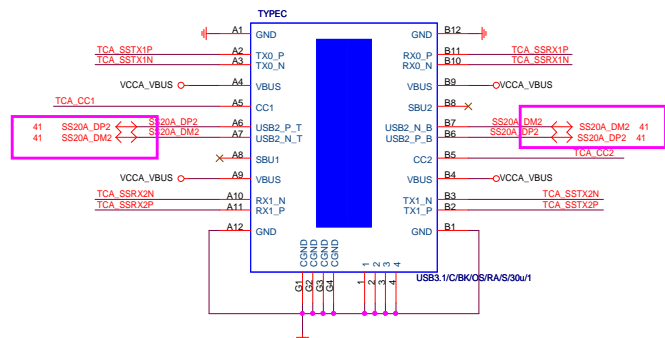 TYPEC
A1 GND GND B12
TCA_SSTX1P A2 TX0_P RX0_P B11 TCA_SSRX1P
TCA_SSTX1N A3 TX0_N RX0_N B10 TCA_SSRX1N
VCCA_VBUS A4 VBUS VBUS B9 VCCA_VBUS
TCA_CC1 A5 CC1 SBU2 B8
41 SS20A_DP2 SS20A_DP2 A6 USB2_P_T USB2_N_B B7 SS20A_DM2 SS20A_DM2 41
41 SS20A_DM2 SS20A_DM2 A7 USB2_N_T USB2_P_B B6 SS20A_DP2 SS20A_DP2 41
A8 SBU1 CC2 B5 TCA_CC2
VCCA_VBUS A9 VBUS VBUS B4 VCCA_VBUS
TCA_SSRX2N A10 RX1_N TX1_N B3 TCA_SSTX2N
TCA_SSRX2P A11 RX1_P TX1_P B2 TCA_SSTX2P
A12 GND GND B1
CGND CGND CGND CGND 1 2 3 4
G1 G2 G3 G4 1 2 3 4
USB3.1/C/BK/OS/RA/S/30u/1